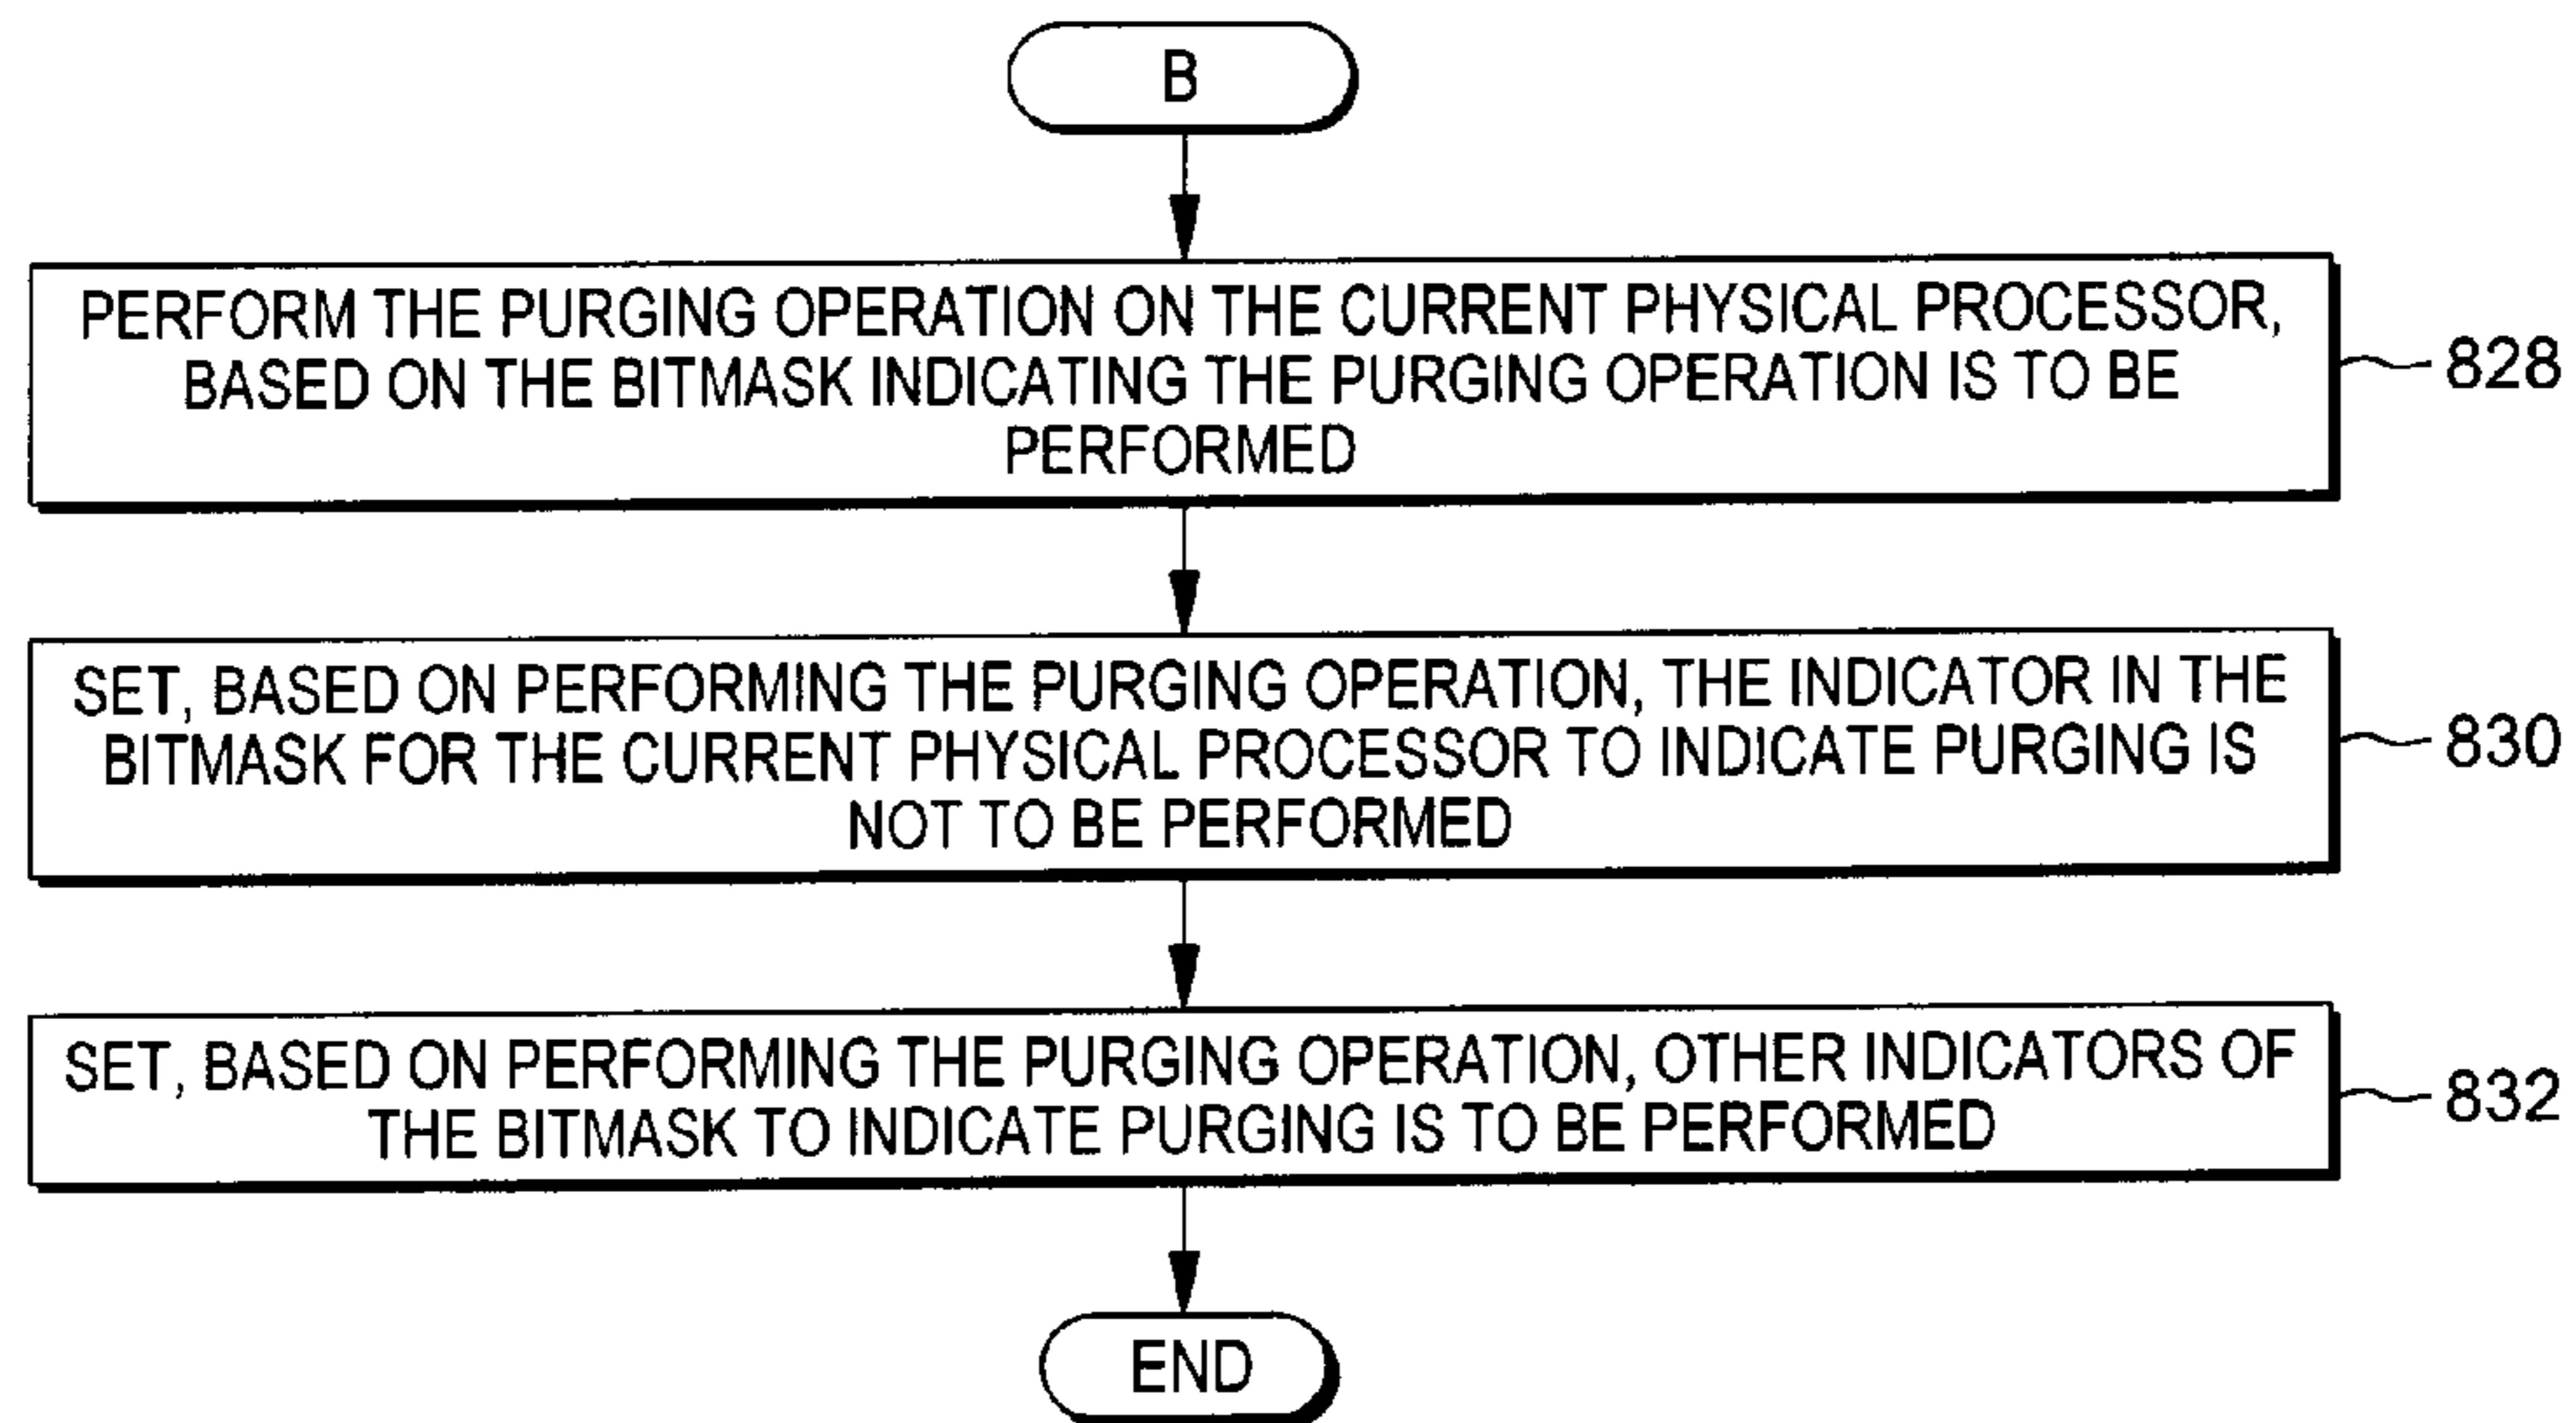 B
PERFORM THE PURGING OPERATION ON THE CURRENT PHYSICAL PROCESSOR,
BASED ON THE BITMASK INDICATING THE PURGING OPERATION IS TO BE
PERFORMED
828
SET, BASED ON PERFORMING THE PURGING OPERATION, THE INDICATOR IN THE
BITMASK FOR THE CURRENT PHYSICAL PROCESSOR TO INDICATE PURGING IS
NOT TO BE PERFORMED
830
SET, BASED ON PERFORMING THE PURGING OPERATION, OTHER INDICATORS OF
THE BITMASK TO INDICATE PURGING IS TO BE PERFORMED
832
END